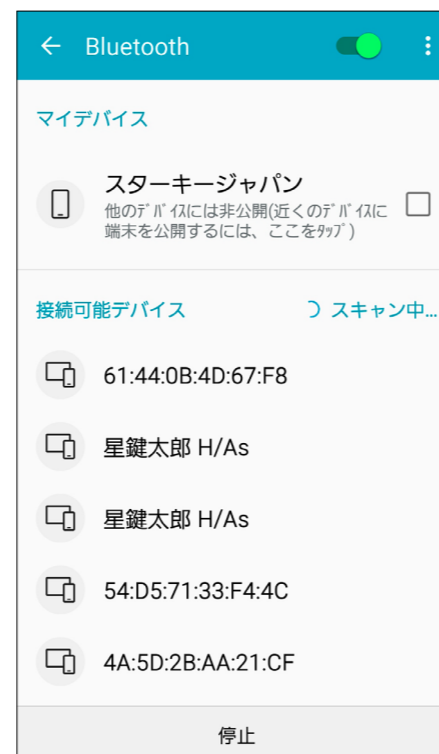 Bluetooth
マイデバイス
スターキージャパン
他のﾃﾞﾊﾞｲｽには非公開(近くのﾃﾞﾊﾞｲｽに
端末を公開するには、ここをﾀｯﾌﾟ)
接続可能デバイス スキャン中...
61:44:0B:4D:67:F8
星鍵太郎 H/As
星鍵太郎 H/As
54:D5:71:33:F4:4C
4A:5D:2B:AA:21:CF
停止